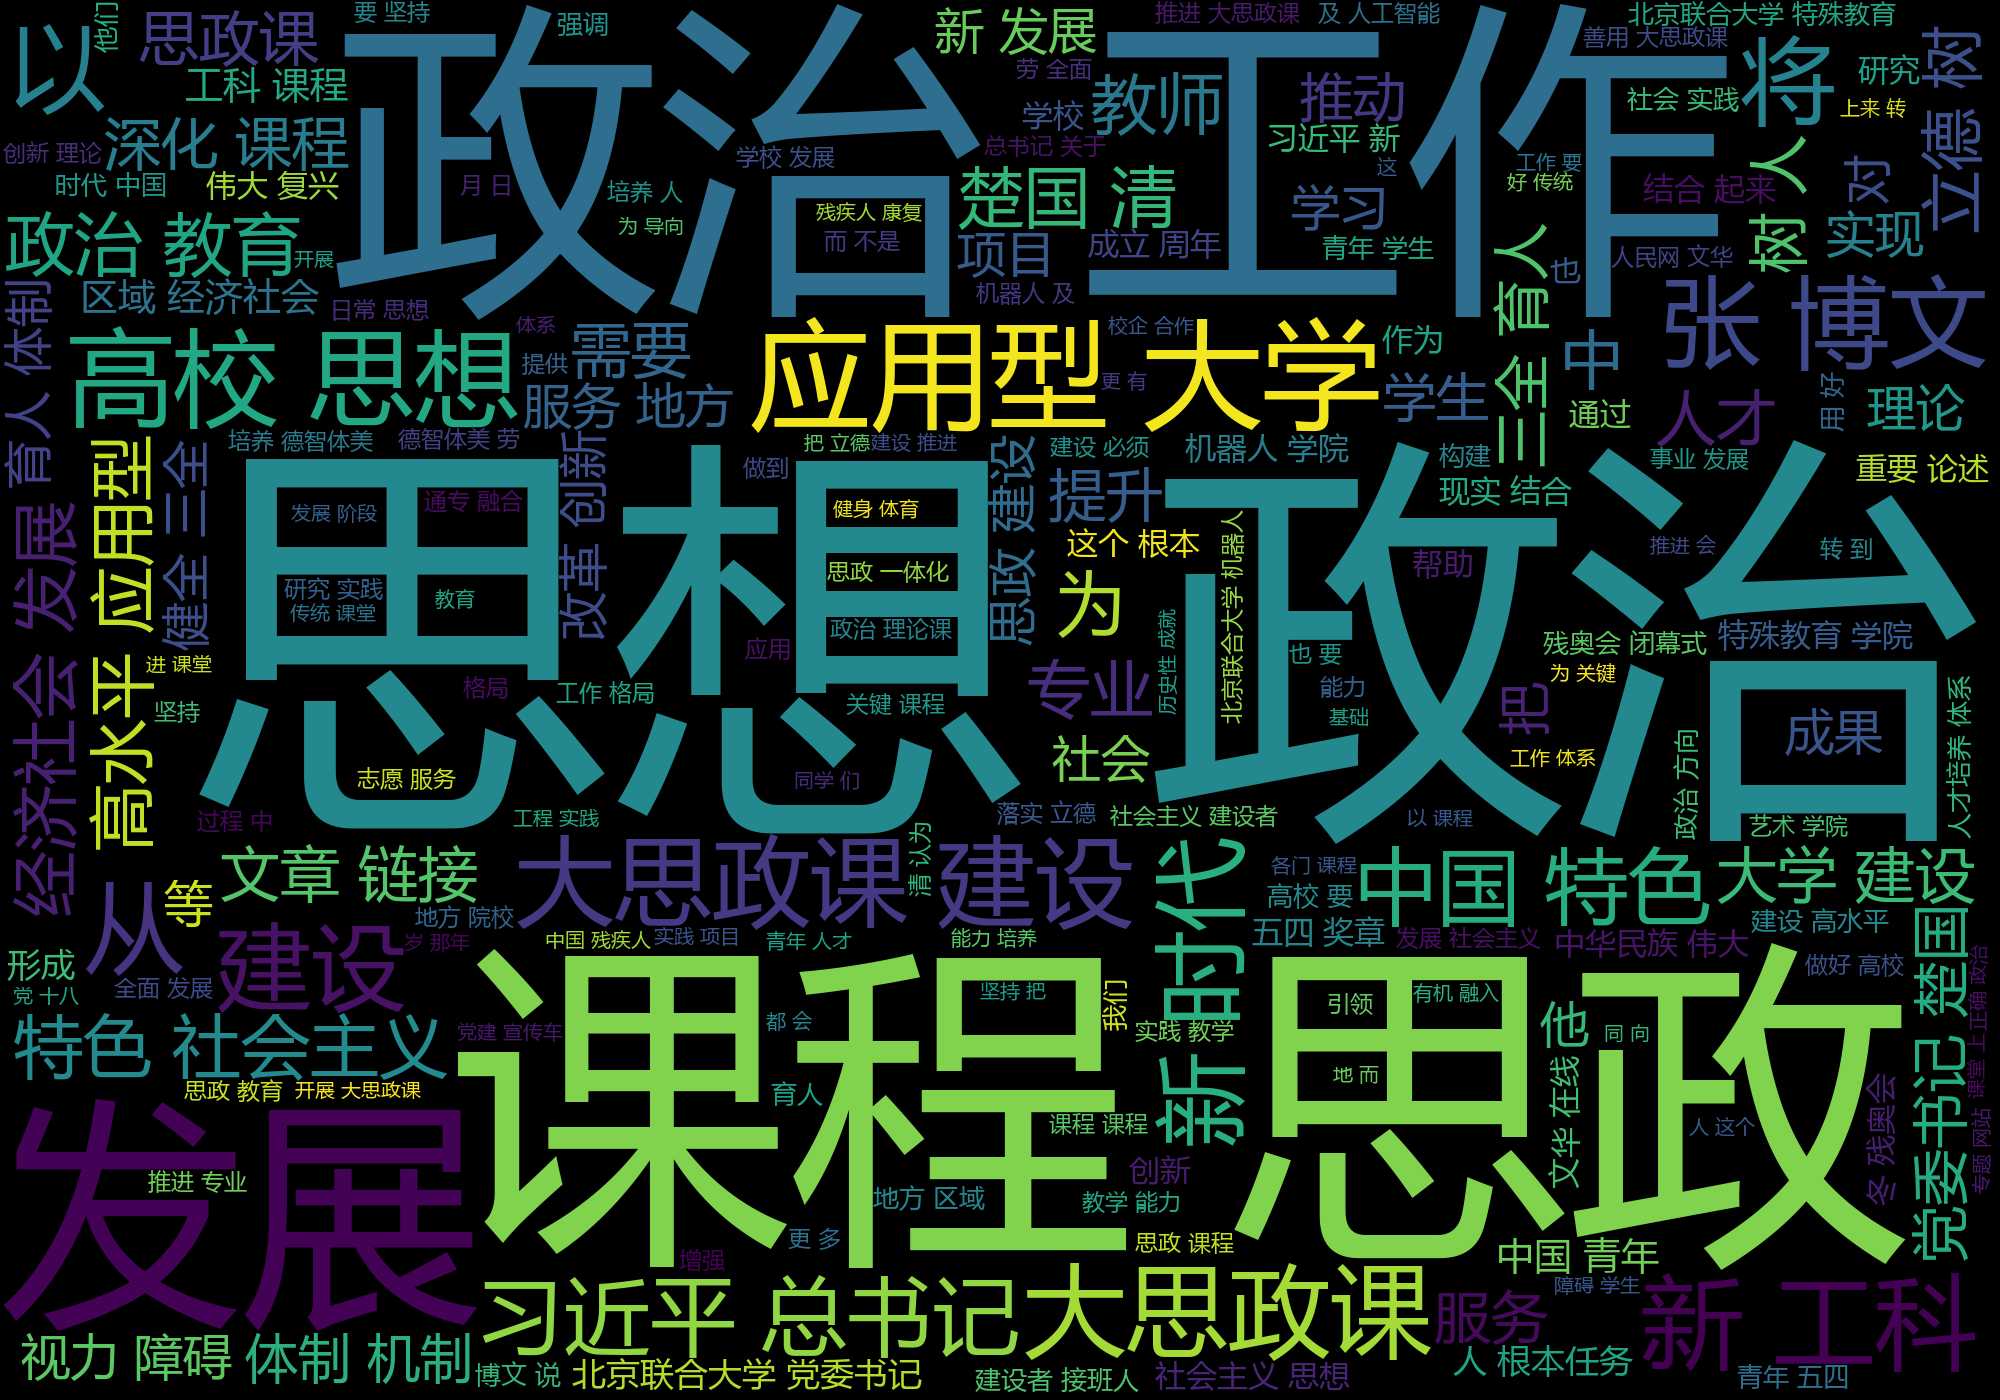 要 坚持
强调
推进 大思政课
及 人工智能
北京联合大学 特殊教育
他们
思政课
新 发展
善用 大思政课
以
政治 工作
将
立德 树
工科 课程
劳 全面
教师
推动
研究
社会 实践
上来 转
学校
创新 理论
深化 课程
学校 发展
总书记 关于
习近平 新
这
工作 要
树 人
对
时代 中国
伟大 复兴
月 日
培养 人
楚国 清
学习
好 传统
结合 起来
政治 教育
为 导向
残疾人 康复
而 不是
项目
成立 周年
青年 学生
三全 育人
也
人民网 文华
实现
开展
区域 经济社会
日常 思想
机器人 及
育人 体制
高校 思想
体系
提供
需要
应用型 大学
校企 合作
作为
中
张 博文
服务 地方
更 有
学生
通过
人才
用 好
理论
培养 德智体美
德智体美 劳
改革 创新
做到
把 立德
建设 推进
思政 建设
建设 必须
机器人 学院
构建
事业 发展
重要 论述
高水平 应用型
健全 三全
思想 政治
提升
现实 结合
发展 阶段
通专 融合
健身 体育
这个 根本
北京联合大学 机器人
推进 会
转 到
帮助
经济社会 发展
研究 实践
传统 课堂
教育
思政 一体化
为
政治 理论课
历史性 成就
残奥会 闭幕式
特殊教育 学院
应用
也 要
进 课堂
坚持
格局
工作 格局
关键 课程
专业
能力
基础
为 关键
把
成果
人才培养 体系
社会
工作 体系
政治 方向
志愿 服务
同学 们
过程 中
工程 实践
落实 立德
社会主义 建设者
以 课程
艺术 学院
文章 链接
大思政课 建设
清 认为
新 时代
各门 课程
中国 特色
大学 建设
从
等
高校 要
建设
地方 院校
五四 奖章
建设 高水平
岁 那年
中国 残疾人
实践 项目
青年 人才
能力 培养
发展 社会主义
中华民族 伟大
党委书记 楚国
形成
全面 发展
做好 高校
课堂 上 正确 政治
党 十八
课程 思政
坚持 把
我们
引领
有机 融入
他
特色 社会主义
党建 宣传车
都 会
实践 教学
同 向
地 而
文华 在线
冬 残奥会
专题 网站
思政 教育
开展 大思政课
育人
课程 课程
人 这个
发展
推进 专业
创新
地方 区域
教学 能力
更 多
思政 课程
中国 青年
增强
习近平 总书记
大思政课
障碍 学生
服务
新 工科
视力 障碍
体制 机制
博文 说
北京联合大学 党委书记
建设者 接班人
社会主义 思想
人 根本任务
青年 五四